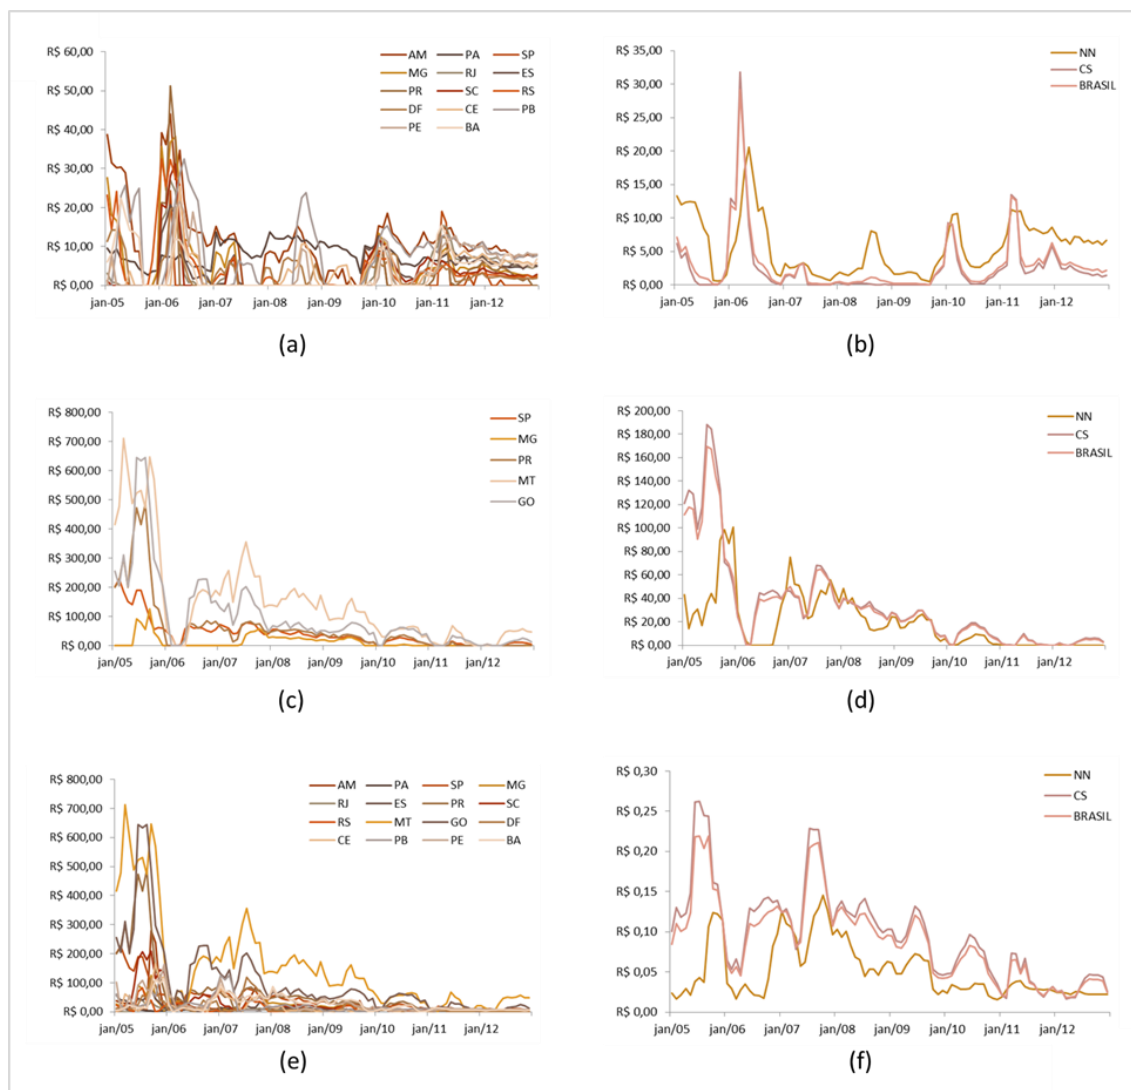 R$ 60,00
R$ 50,00
R$ 40,00
R$ 30,00
R$ 20,00
R$ 10,00
R$ 0,00
jan-05 jan-06 jan-07 jan-08 jan-09 jan-10 jan-11 jan-12
AM PA SP
MG RJ ES
PR SC RS
DF CE PB
PE BA
(a)
R$ 35,00
R$ 30,00
R$ 25,00
R$ 20,00
R$ 15,00
R$ 10,00
R$ 5,00
R$ 0,00
jan-05 jan-06 jan-07 jan-08 jan-09 jan-10 jan-11 jan-12
NN
CS
BRASIL
(b)
R$ 800,00
R$ 700,00
R$ 600,00
R$ 500,00
R$ 400,00
R$ 300,00
R$ 200,00
R$ 100,00
R$ 0,00
jan/05 jan/06 jan/07 jan/08 jan/09 jan/10 jan/11 jan/12
SP
MG
PR
MT
GO
(c)
R$ 200,00
R$ 180,00
R$ 160,00
R$ 140,00
R$ 120,00
R$ 100,00
R$ 80,00
R$ 60,00
R$ 40,00
R$ 20,00
R$ 0,00
jan/05 jan/06 jan/07 jan/08 jan/09 jan/10 jan/11 jan/12
NN
CS
BRASIL
(d)
R$ 800,00
R$ 700,00
R$ 600,00
R$ 500,00
R$ 400,00
R$ 300,00
R$ 200,00
R$ 100,00
R$ 0,00
jan/05 jan/06 jan/07 jan/08 jan/09 jan/10 jan/11 jan/12
AM PA SP MG
RJ ES PR SC
RS MT GO DF
CE PB PE BA
(e)
R$ 0,30
R$ 0,25
R$ 0,20
R$ 0,15
R$ 0,10
R$ 0,05
R$ 0,00
jan/05 jan/06 jan/07 jan/08 jan/09 jan/10 jan/11 jan/12
NN
CS
BRASIL
(f)